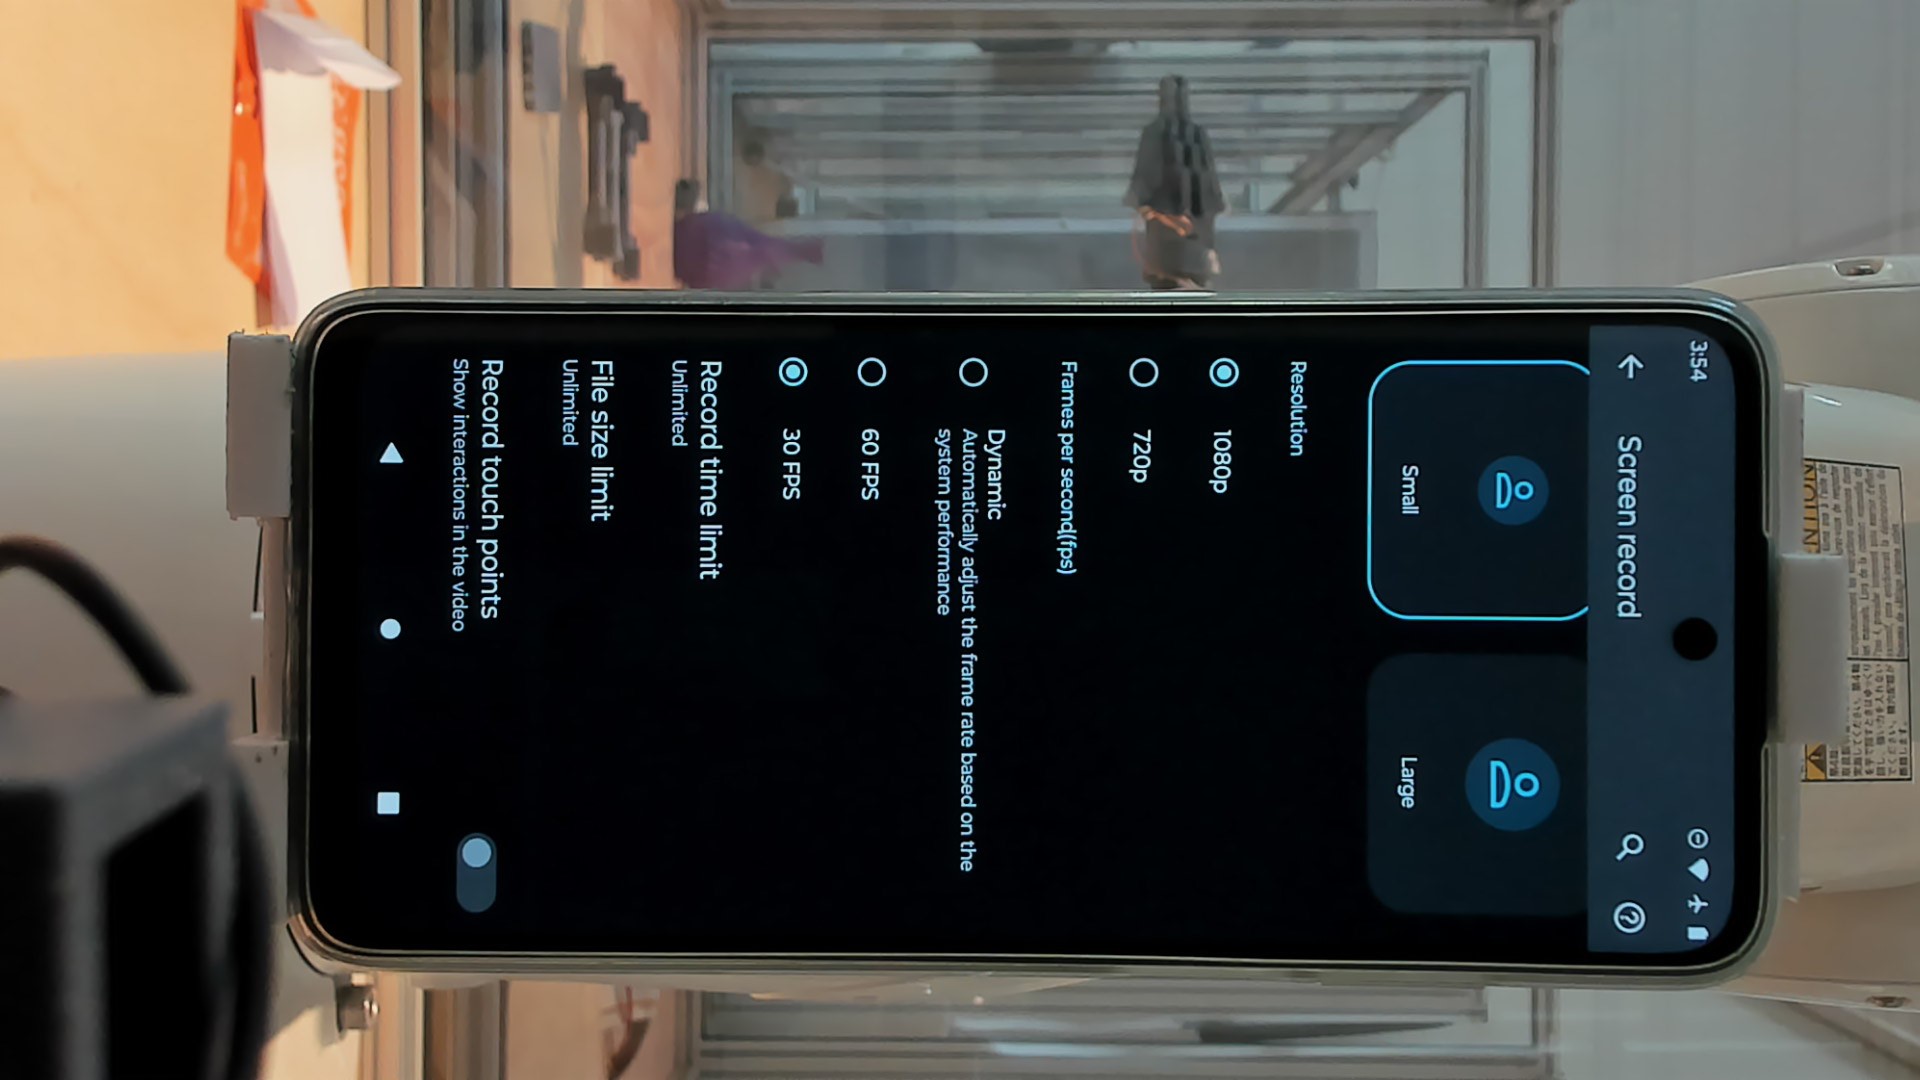 3:54
Screen record
Small
Large
Resolution
1080p
720p
Frames per second(fps)
Dynamic
Automatically adjust the frame rate based on the
system performance
60 FPS
30 FPS
Record time limit
Unlimited
File size limit
Unlimited
Record touch points
Show interactions in the video